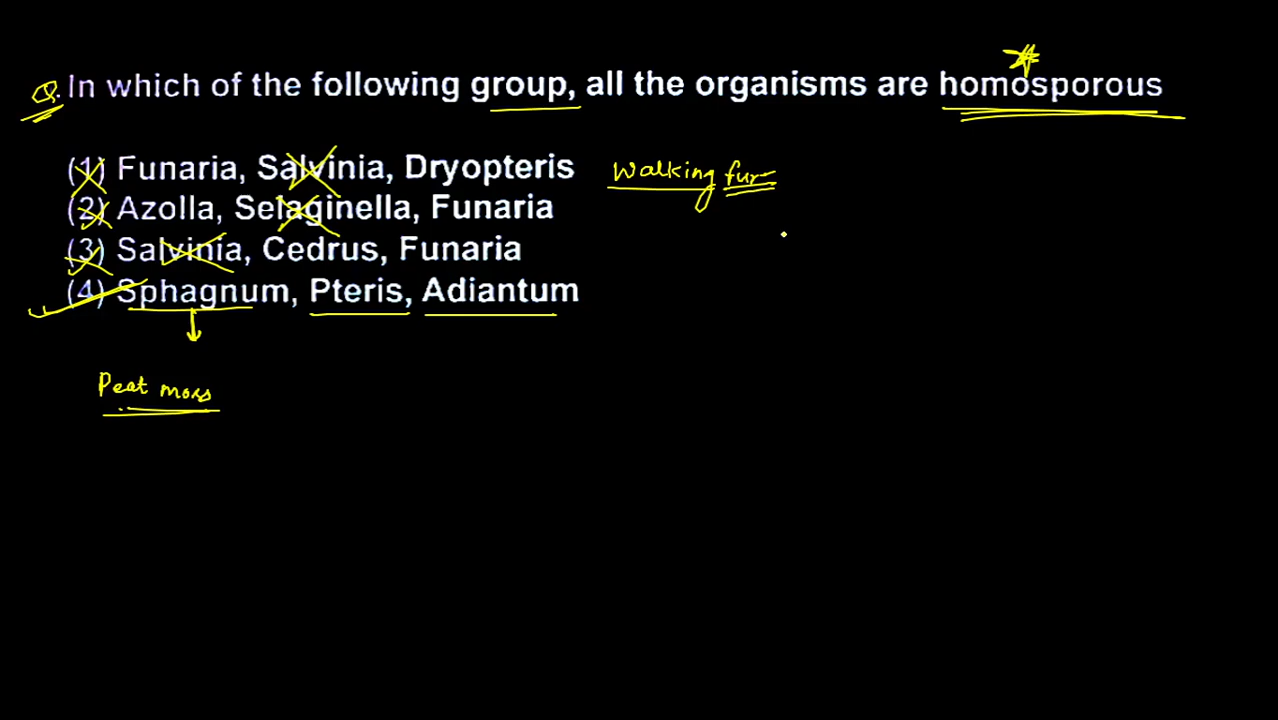 Q. In which of the following group, all the organisms are homosporous
(1) Funaria, Salvinia, Dryopteris
Walking fur
(2) Azolla, Selaginella, Funaria
(3) Salvinia, Cedrus, Funaria
(4) Sphagnum, Pteris, Adiantum
Peat moss